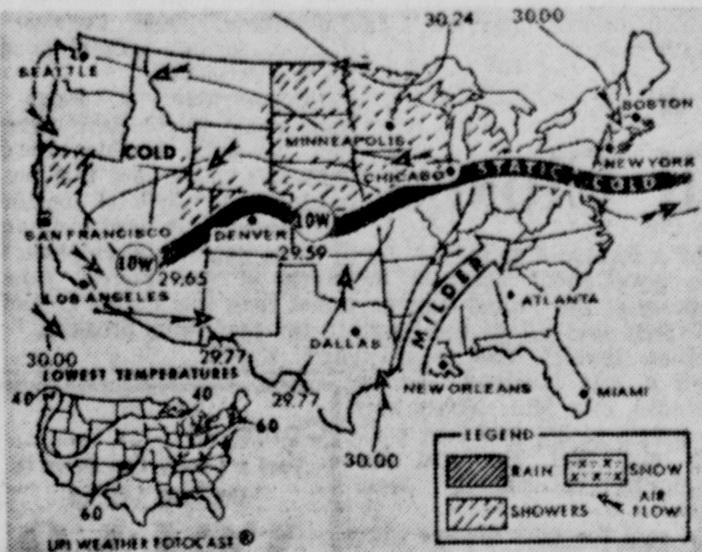 30.24 30.00
SEATTLE
BOSTON
MINNEAPOLIS
COLD
NEW YORK
CHICAGO
STATIC COLD
SAN FRANCISCO
DENVER
LOW
29.59
LOW
29.65
LOS ANGELES
ATLANTA
MILDER
DALLAS
30.00
29.77
LOWEST TEMPERATURES
NEW ORLEANS
MIAMI
40
40
60
29.77
30.00
60
LEGEND
RAIN
SNOW
SHOWERS
AIR FLOW
UPI WEATHER FOTOCAST ®